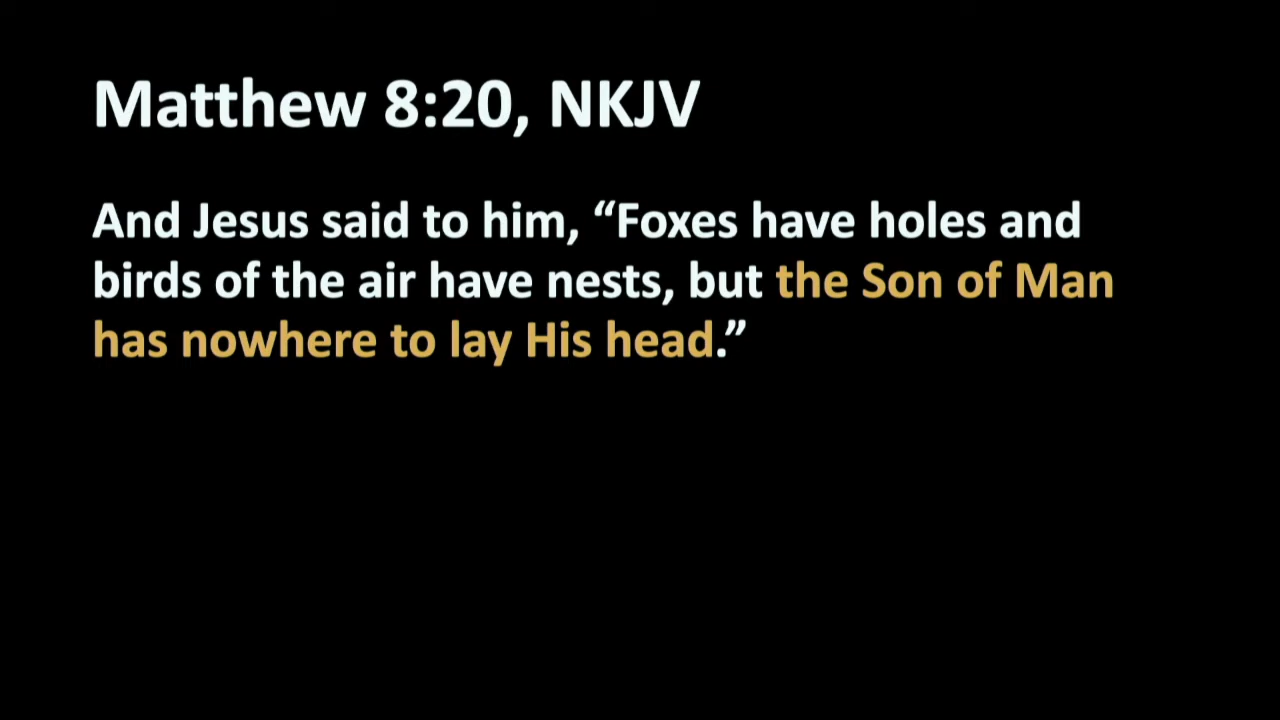 Matthew 8:20, NKJV
And Jesus said to him, “Foxes have holes and
birds of the air have nests, but the Son of Man
has nowhere to lay His head.”